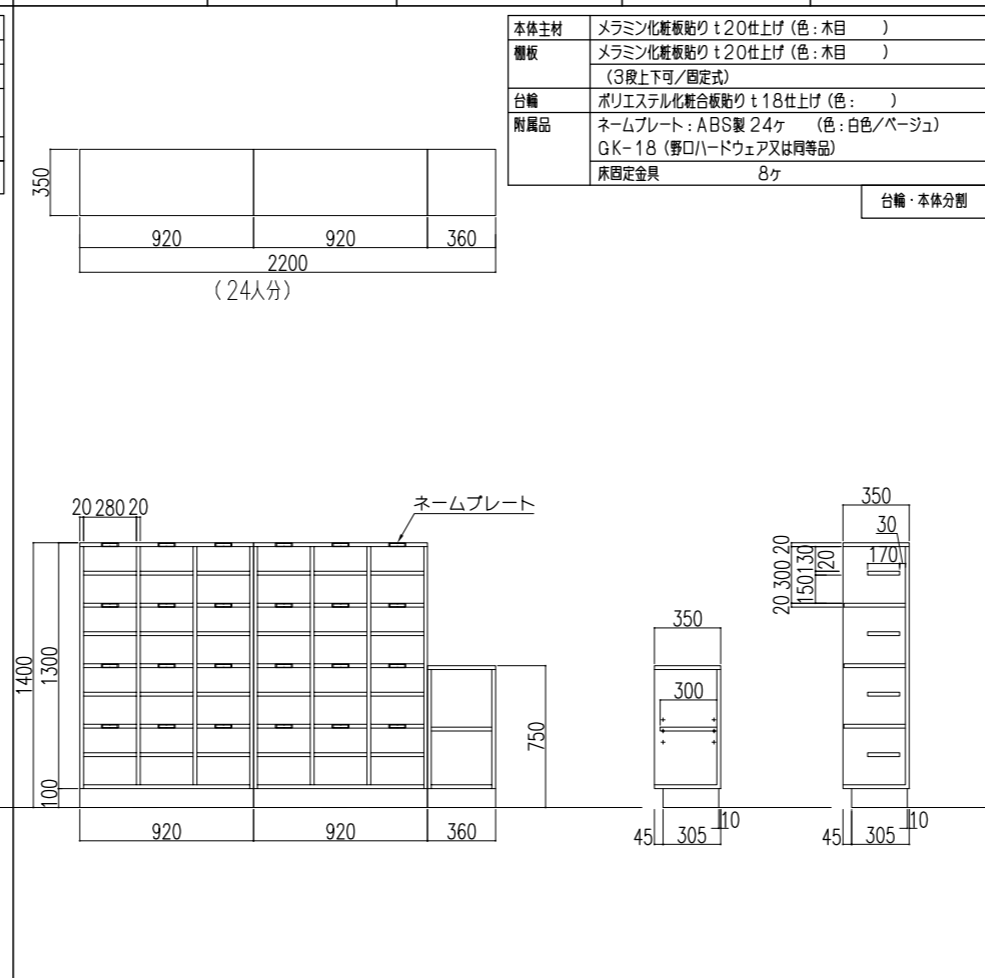 本体主材 メラミン化粧板貼り t20仕上げ (色:木目 )
棚板 メラミン化粧板貼り t20仕上げ (色:木目 )
(3段上下可/固定式)
台輪 ポリエステル化粧合板貼り t18仕上げ (色: )
附属品 ネームプレート:ABS製 24ヶ (色:白色/ベージュ)
GK-18 (野口ハードウェア又は同等品)
床固定金具 8ヶ
台輪・本体分割
350
920 920 360
2200
(24人分)
20 280 20
ネームプレート
1400
1300
100
750
920 920 360
350
300
45 305 10
350
30
170
20 300 20
150 130
20
45 305 10